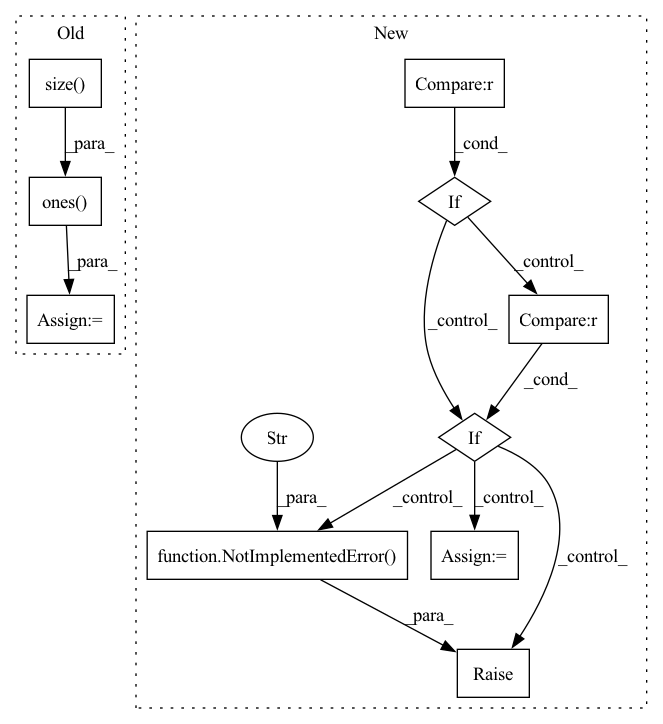 Old
New
size()
Compare:r
_para_
_cond_
ones()
If
_para_
_control_
Assign:=
_control_
Compare:r
_cond_
Str
If
_para_
_control_
_control_
function.NotImplementedError()
Assign:=
_control_
_para_
Raise